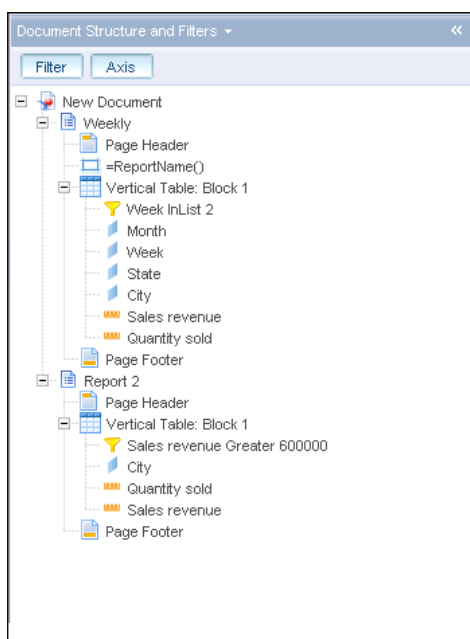 Document Structure and Filters
Filter Axis
New Document
Weekly
Page Header
=ReportName()
Vertical Table: Block 1
Week InList 2
Month
Week
State
City
Sales revenue
Quantity sold
Page Footer
Report 2
Page Header
Vertical Table: Block 1
Sales revenue Greater 600000
City
Quantity sold
Sales revenue
Page Footer